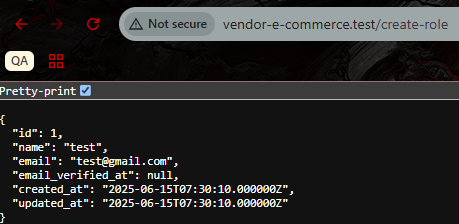 Not secure vendor-e-commerce.test/create-role
QA
Pretty-print
{
  "id": 1,
  "name": "test",
  "email": "test@gmail.com",
  "email_verified_at": null,
  "created_at": "2025-06-15T07:30:10.000000Z",
  "updated_at": "2025-06-15T07:30:10.000000Z"
}